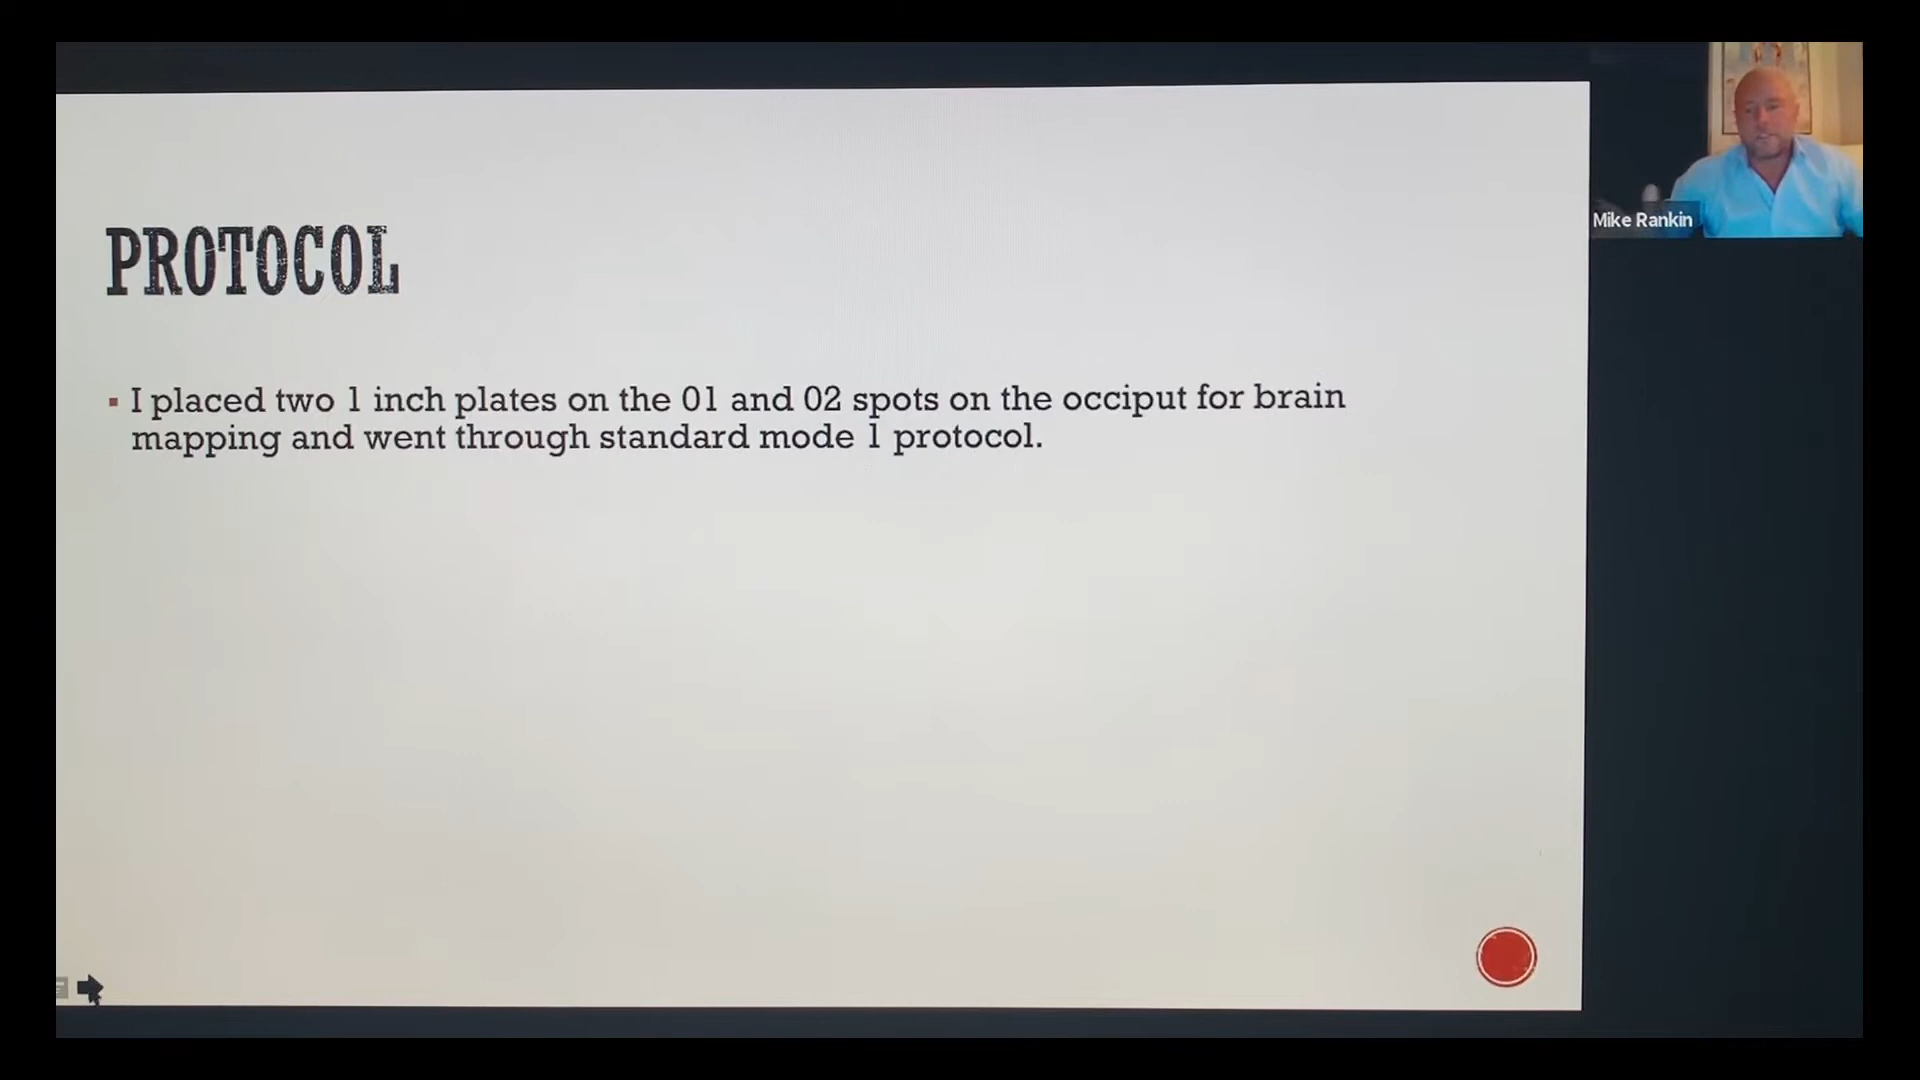 PROTOCOL
I placed two 1 inch plates on the 01 and 02 spots on the occiput for brain
mapping and went through standard mode 1 protocol.
Mike Rankin